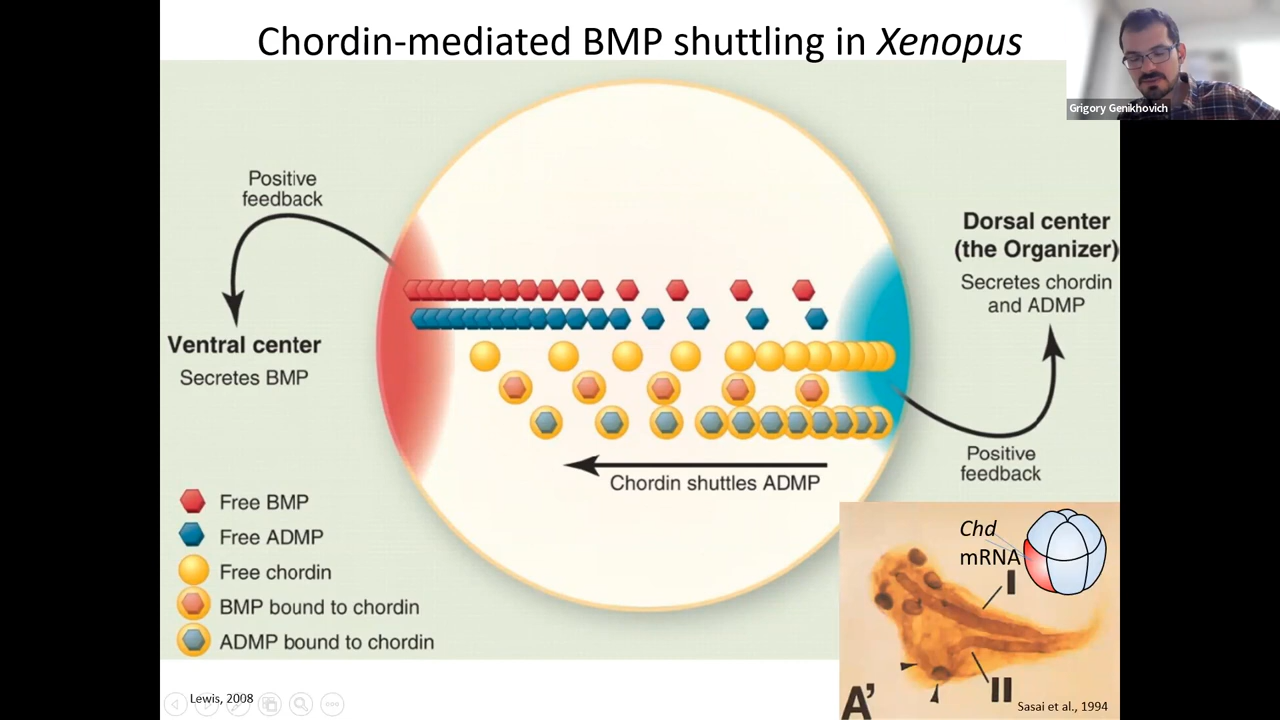 Chordin-mediated BMP shuttling in Xenopus
Grigory Genikhovich
Positive
feedback
Ventral center
Secretes BMP
Dorsal center
(the Organizer)
Secretes chordin
and ADMP
Positive
feedback
Chordin shuttles ADMP
Free BMP
Free ADMP
Free chordin
BMP bound to chordin
ADMP bound to chordin
Chd
mRNA
I
II
A'
Sasai et al., 1994
Lewis, 2008